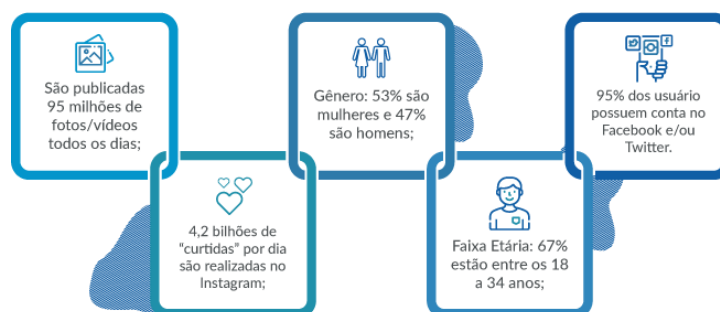 São publicadas
95 milhões de
fotos/vídeos
todos os dias;
4,2 bilhões de
“curtidas” por dia
são realizadas no
Instagram;
Gênero: 53% são
mulheres e 47%
são homens;
Faixa Etária: 67%
estão entre os 18
a 34 anos;
95% dos usuário
possuem conta no
Facebook e/ou
Twitter.